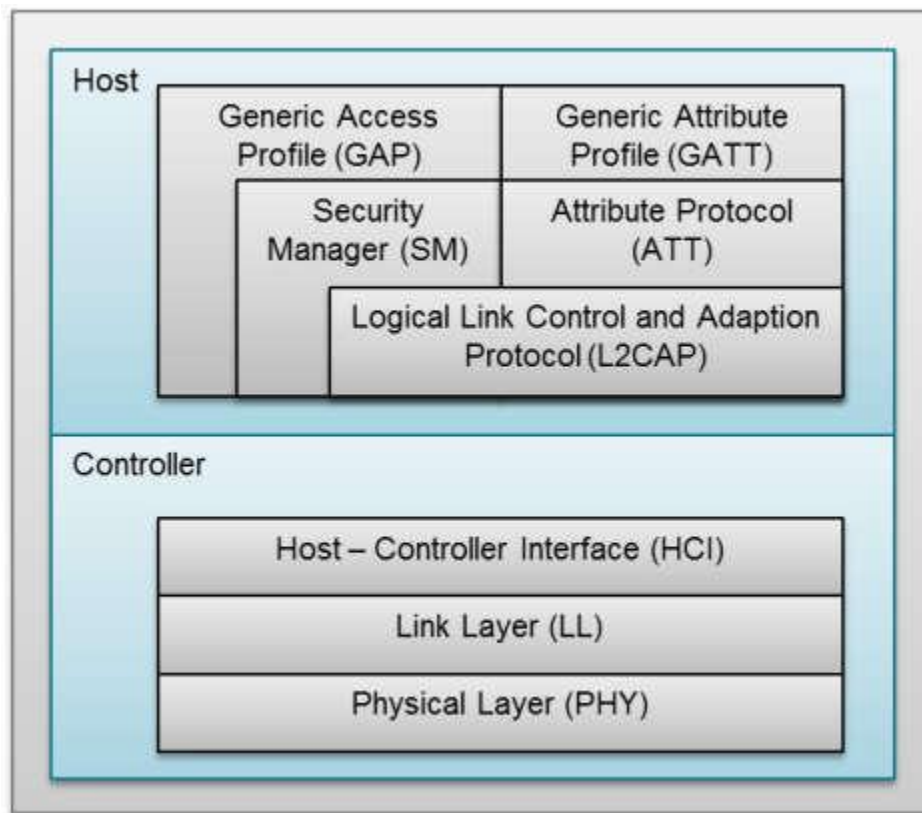 Host
Generic Access
Profile (GAP)
Generic Attribute
Profile (GATT)
Security
Manager (SM)
Attribute Protocol
(ATT)
Logical Link Control and Adaption
Protocol (L2CAP)
Controller
Host – Controller Interface (HCI)
Link Layer (LL)
Physical Layer (PHY)